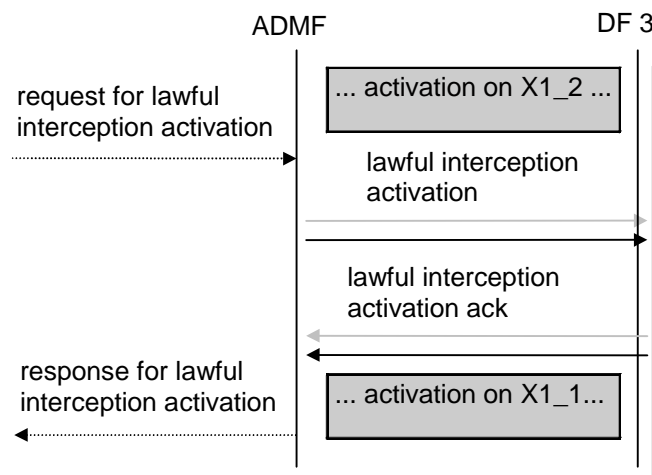 ADMF
DF 3
... activation on X1_2 ...
request for lawful
interception activation
lawful interception
activation
lawful interception
activation ack
response for lawful
interception activation
... activation on X1_1...